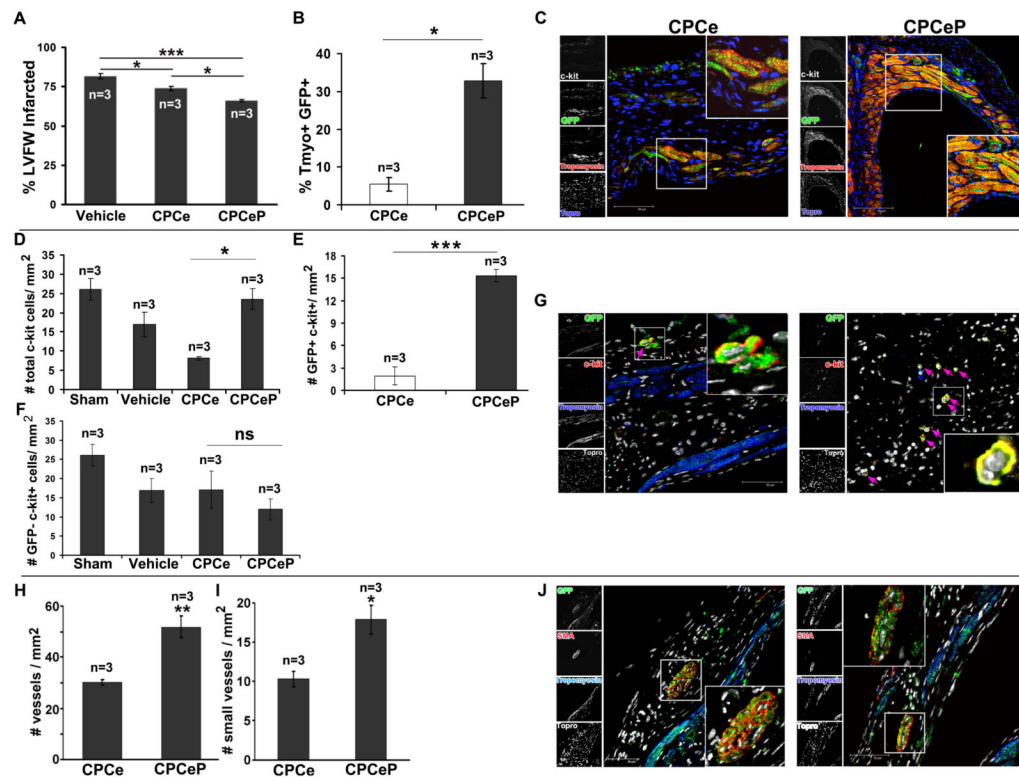 A
% LVFW Infarcted
100
75
50
25
0
***
*
*
n=3
n=3
n=3
Vehicle
CPCe
CPCeP
B
% Tmyo+ GFP+
40
30
20
10
0
*
n=3
n=3
CPCe
CPCeP
C
CPCe
c-kit
GFP
Tropomyosin
Topro
CPCeP
c-kit
GFP
Tropomyosin
Topro
D
# total c-kit cells/ mm2
35
30
25
20
15
10
5
0
n=3
n=3
n=3
*
n=3
Sham
Vehicle
CPCe
CPCeP
E
# GFP+ c-kit+/ mm2
18
15
12
9
6
3
0
***
n=3
n=3
CPCe
CPCeP
F
# GFP- c-kit+ cells/ mm2
35
30
25
20
15
10
5
0
n=3
n=3
ns
n=3
n=3
Sham
Vehicle
CPCe
CPCeP
G
GFP
c-kit
Tropomyosin
Topro
GFP
c-kit
Tropomyosin
Topro
H
# vessels / mm2
60
40
20
0
n=3
n=3
**
CPCe
CPCeP
I
# small vessels / mm2
20
15
10
5
0
n=3
n=3
*
CPCe
CPCeP
J
GFP
SMA
Tropomyosin
Topro
GFP
SMA
Tropomyosin
Topro